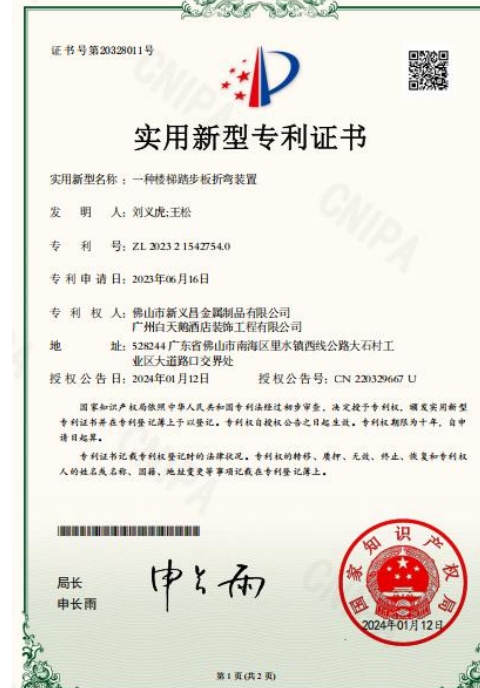 证书号第20328011号
实用新型专利证书
实用新型名称：一种楼梯踏步板折弯装置
发 明 人：刘义虎;王松
专 利 号：ZL 2023 2 1542754.0
专利申请日：2023年06月16日
专 利 权 人：佛山市新义昌金属制品有限公司
广州白天鹅酒店装饰工程有限公司
地 址：528244 广东省佛山市南海区里水镇西线公路大石村工
业区大道路口交界处
授权公告日：2024年01月12日 授权公告号：CN 220329667 U
国家知识产权局依照中华人民共和国专利法经过初步审查，决定授予专利权，颁发实用新型
专利证书并在专利登记簿上予以登记。专利权自授权公告之日起生效。专利权期限为十年，自申
请日起算。
专利证书记载专利权登记时的法律状况。专利权的转移、质押、无效、终止、恢复和专利权
人的姓名或名称、国籍、地址变更等事项记载在专利登记簿上。
局长
申长雨
申长雨
国家知识产权局
2024年01月12日
第 1 页 (共 2 页)
CNIPA
CNIPA
CNIPA